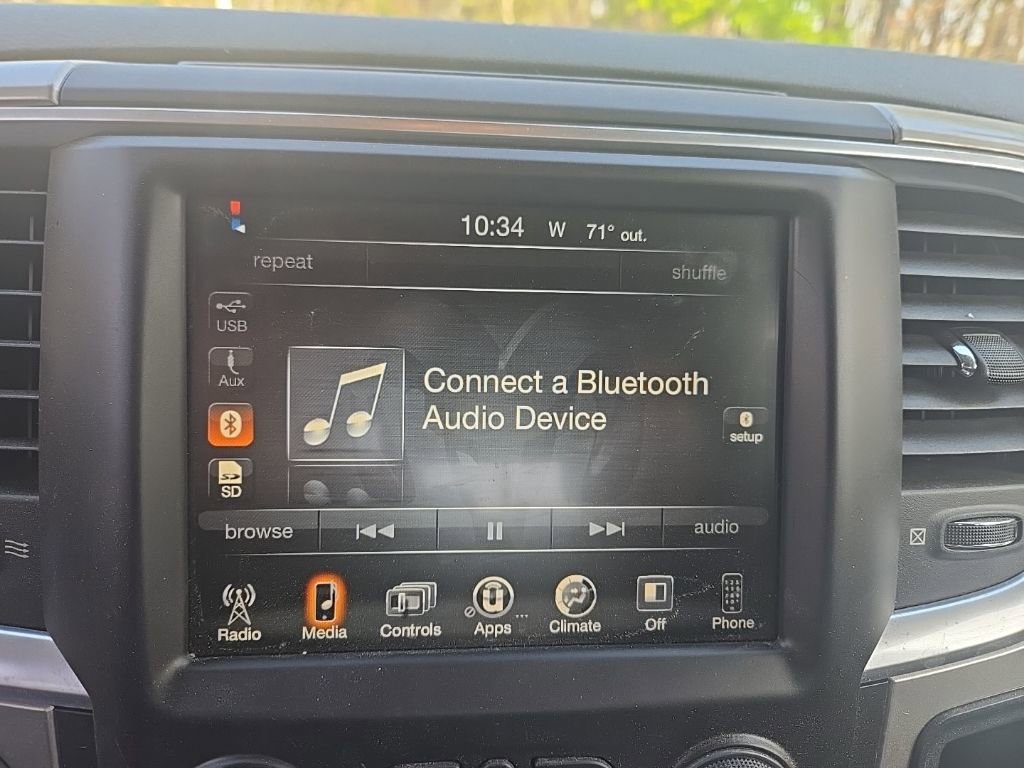 10:34 W 71° out.
repeat shuffle
USB
Aux
Connect a Bluetooth
Audio Device
setup
SD
browse audio
Radio Media Controls Apps Climate Off Phone